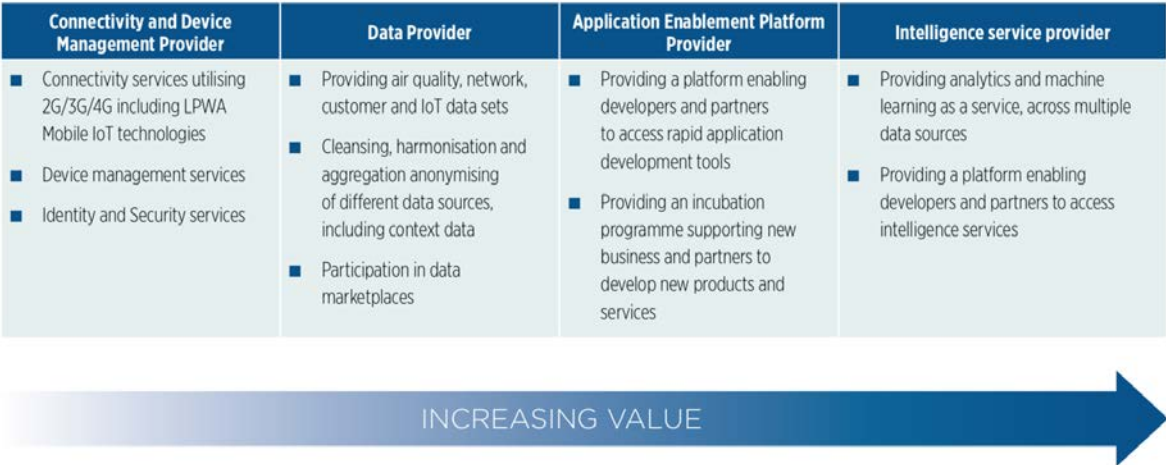 Connectivity and Device
Management Provider
Connectivity services utilising
2G/3G/4G including LPWA
Mobile IoT technologies
Device management services
Identity and Security services
Data Provider
Providing air quality, network,
customer and IoT data sets
Cleansing, harmonisation and
aggregation anonymising
of different data sources,
including context data
Participation in data
marketplaces
Application Enablement Platform
Provider
Providing a platform enabling
developers and partners
to access rapid application
development tools
Providing an incubation
programme supporting new
business and partners to
develop new products and
services
Intelligence service provider
Providing analytics and machine
learning as a service, across multiple
data sources
Providing a platform enabling
developers and partners to access
intelligence services
INCREASING VALUE